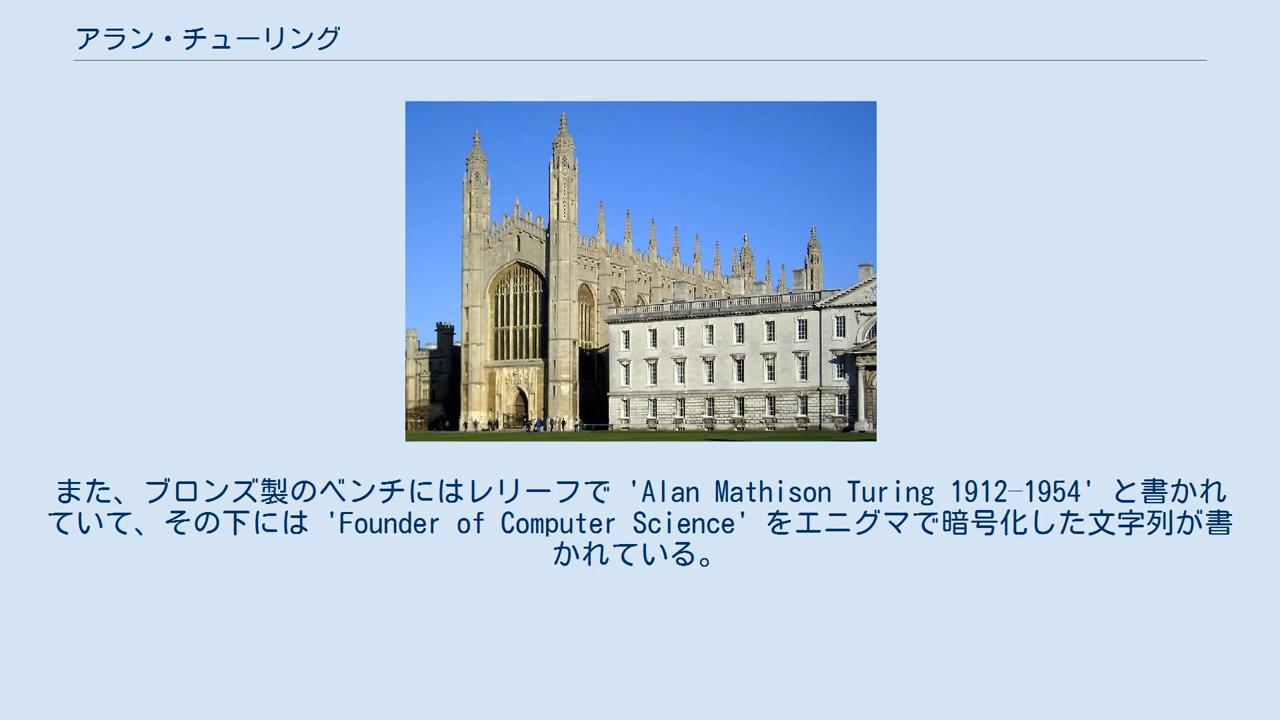 アラン・チューリング
また、ブロンズ製のベンチにはレリーフで 'Alan Mathison Turing 1912–1954' と書かれ
ていて、その下には 'Founder of Computer Science' をエニグマで暗号化した文字列が書
かれている。